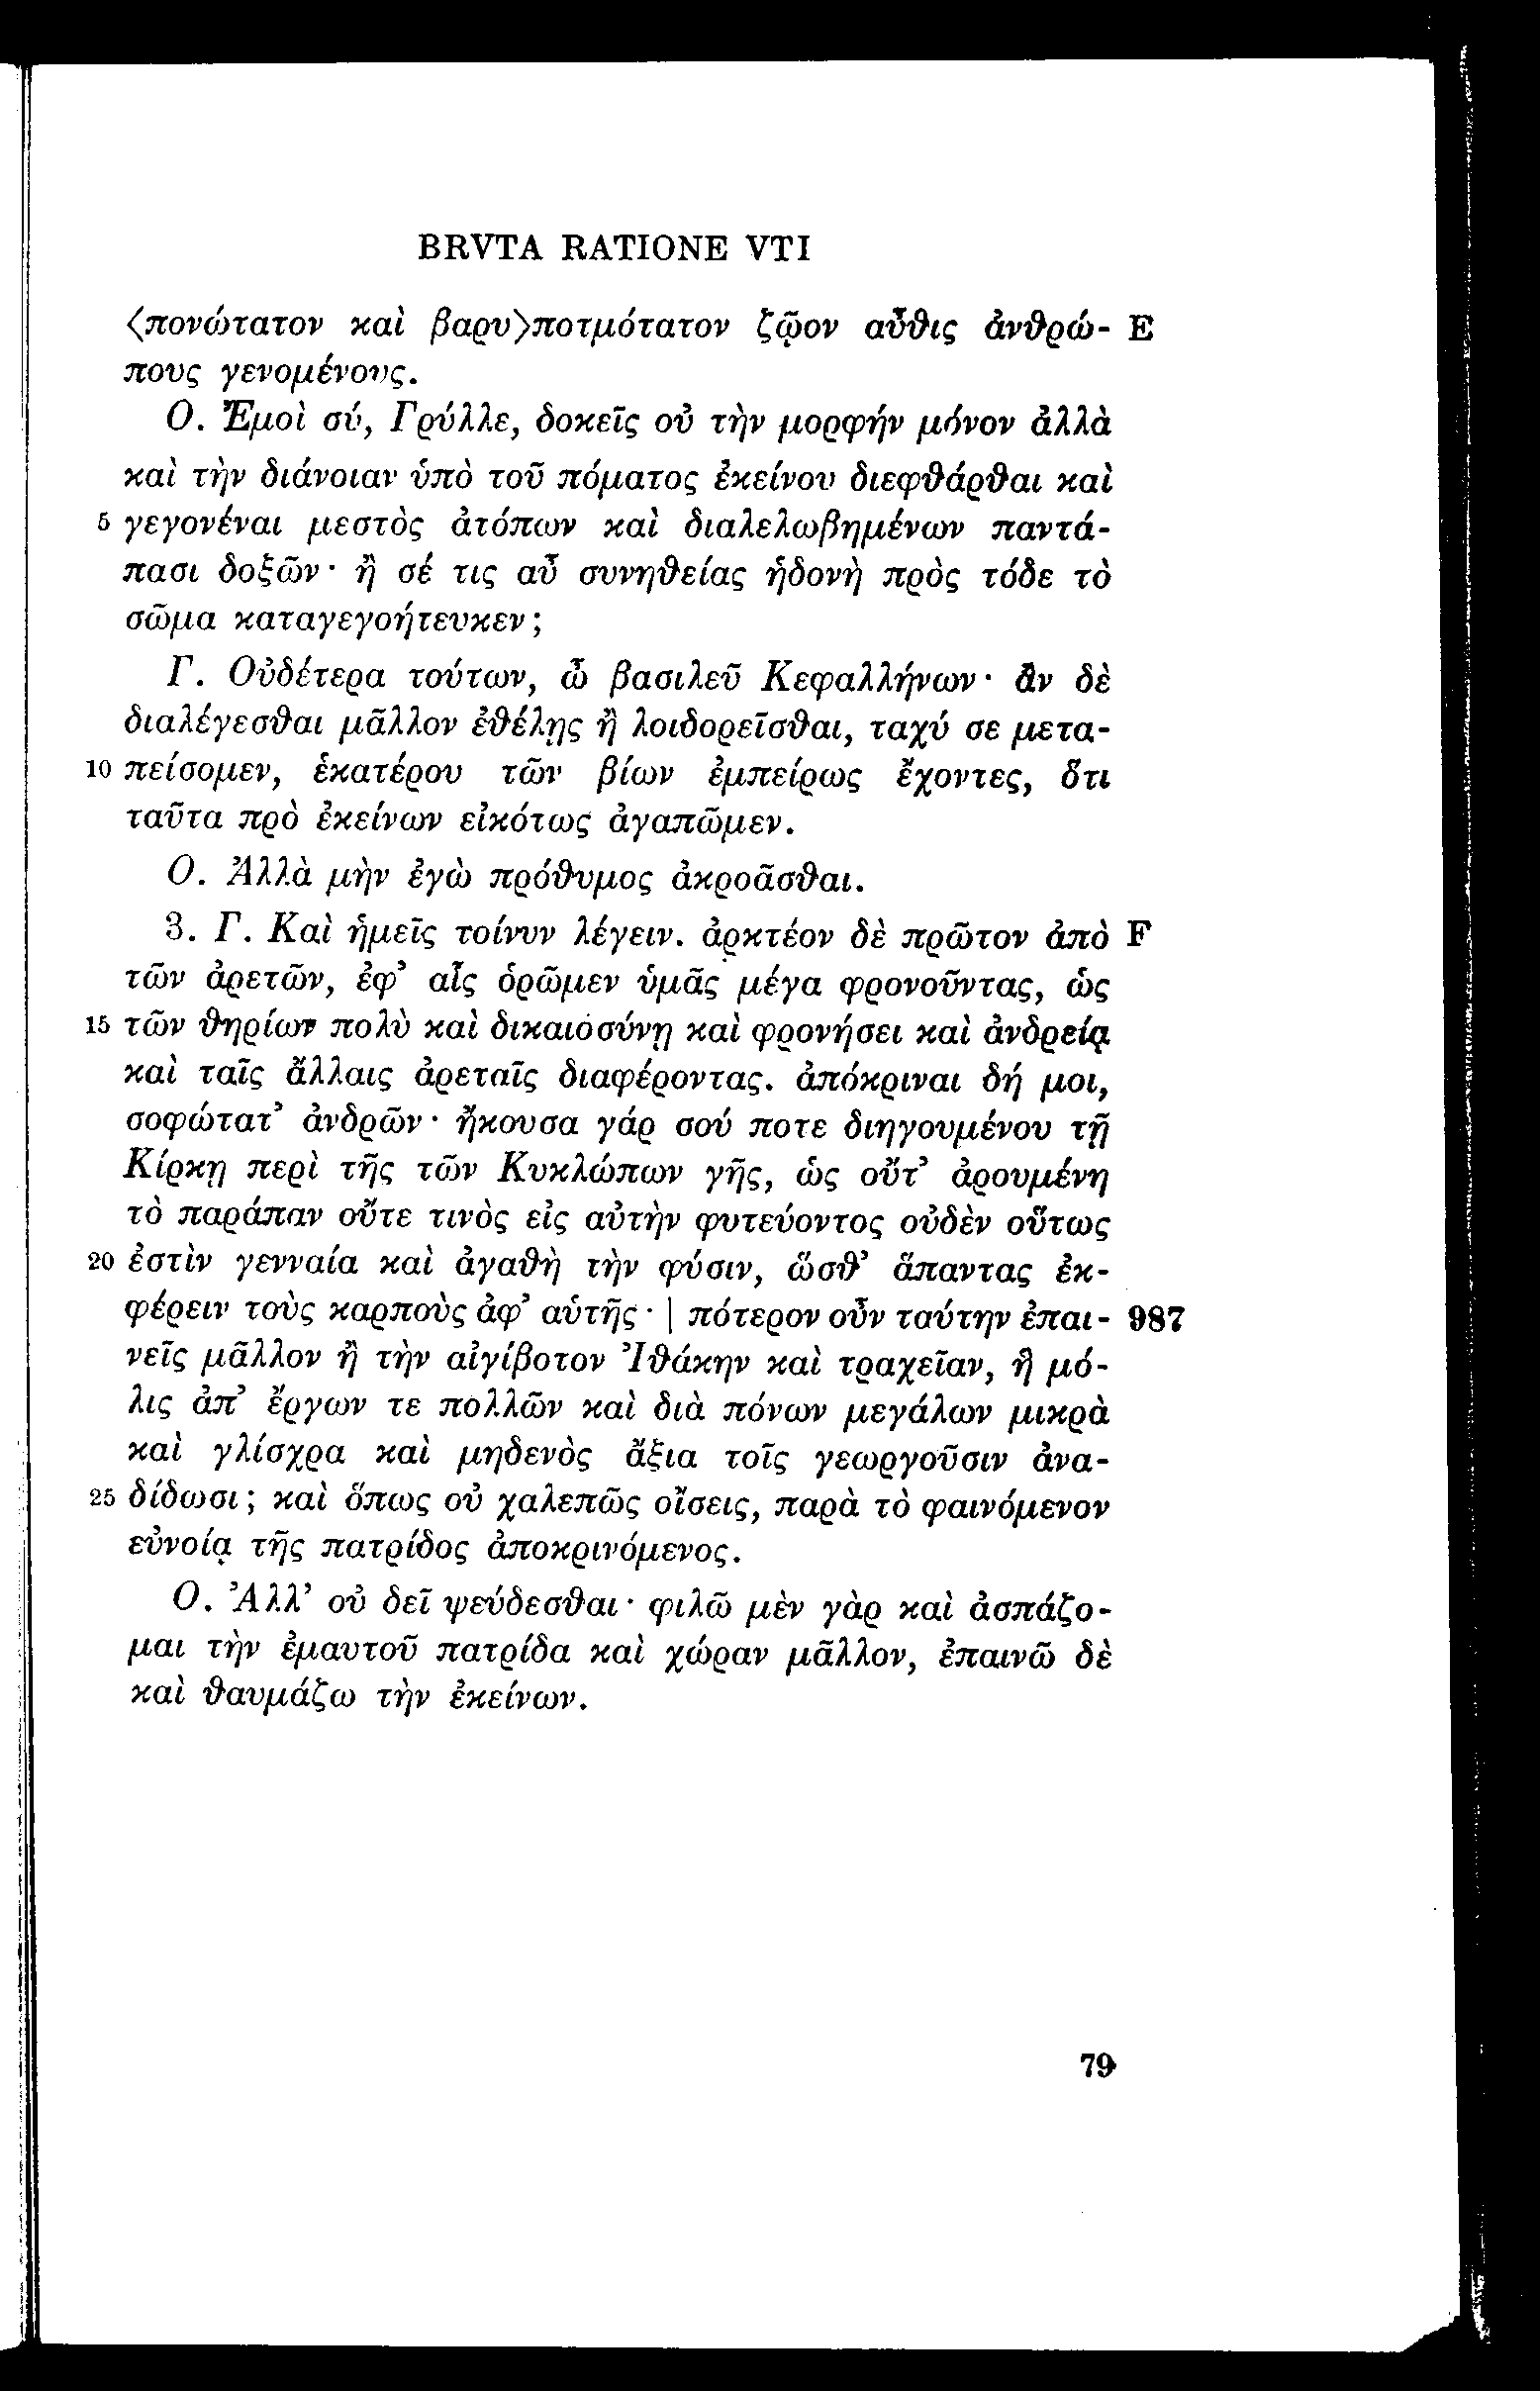 BRVTA RATIONE VTI
⟨πονώτατον καὶ βαρυ⟩ποτμότατον ζῷον αὖθις ἀνθρώ- E
πους γενομένους.
Ο. Ἐμοὶ σύ, Γρύλλε, δοκεῖς οὐ τὴν μορφὴν μόνον ἀλλὰ
καὶ τὴν διάνοιαν ὑπὸ τοῦ πόματος ἐκείνου διεφθάρθαι καὶ
5 γεγονέναι μεστὸς ἀτόπων καὶ διαλελωβημένων παντά-
πασι δοξῶν· ἢ σέ τις αὖ συνηθείας ἡδονὴ πρὸς τόδε τὸ
σῶμα καταγεγοήτευκεν;
Γ. Οὐδέτερα τούτων, ὦ βασιλεῦ Κεφαλλήνων· ἂν δὲ
διαλέγεσθαι μᾶλλον ἐθέλῃς ἢ λοιδορεῖσθαι, ταχύ σε μετα-
10 πείσομεν, ἑκατέρου τῶν βίων ἐμπείρως ἔχοντες, ὅτι
ταῦτα πρὸ ἐκείνων εἰκότως ἀγαπῶμεν.
Ο. Ἀλλὰ μὴν ἐγὼ πρόθυμος ἀκροᾶσθαι.
3. Γ. Καὶ ἡμεῖς τοίνυν λέγειν. ἀρκτέον δὲ πρῶτον ἀπὸ F
τῶν ἀρετῶν, ἐφ’ αἷς ὁρῶμεν ὑμᾶς μέγα φρονοῦντας, ὡς
15 τῶν θηρίων πολὺ καὶ δικαιοσύνῃ καὶ φρονήσει καὶ ἀνδρείᾳ
καὶ ταῖς ἄλλαις ἀρεταῖς διαφέροντας. ἀπόκριναι δή μοι,
σοφώτατ’ ἀνδρῶν· ἤκουσα γάρ σού ποτε διηγουμένου τῇ
Κίρκῃ περὶ τῆς τῶν Κυκλώπων γῆς, ὡς οὔτ’ ἀρουμένη
τὸ παράπαν οὔτε τινὸς εἰς αὐτὴν φυτεύοντος οὐδὲν οὕτως
20 ἐστὶν γενναία καὶ ἀγαθὴ τὴν φύσιν, ὥσθ’ ἅπαντας ἐκ-
φέρειν τοὺς καρποὺς ἀφ’ αὑτῆς· | πότερον οὖν ταύτην ἐπαι- 987
νεῖς μᾶλλον ἢ τὴν αἰγίβοτον Ἰθάκην καὶ τραχεῖαν, ἣ μό-
λις ἀπ’ ἔργων τε πολλῶν καὶ διὰ πόνων μεγάλων μικρὰ
καὶ γλίσχρα καὶ μηδενὸς ἄξια τοῖς γεωργοῦσιν ἀνα-
25 δίδωσι; καὶ ὅπως οὐ χαλεπῶς οἴσεις, παρὰ τὸ φαινόμενον
εὐνοίᾳ τῆς πατρίδος ἀποκρινόμενος.
Ο. Ἀλλ’ οὐ δεῖ ψεύδεσθαι· φιλῶ μὲν γὰρ καὶ ἀσπάζο-
μαι τὴν ἐμαυτοῦ πατρίδα καὶ χώραν μᾶλλον, ἐπαινῶ δὲ
καὶ θαυμάζω τὴν ἐκείνων.
79